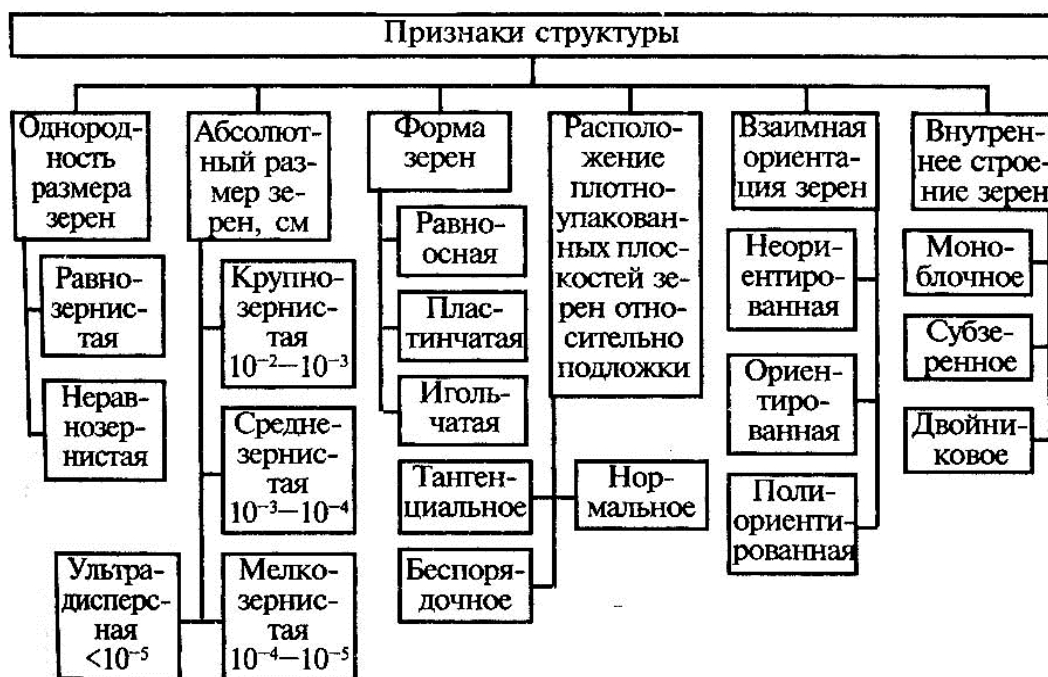 Признаки структуры
Однород-
ность
размера
зерен
Равно-
зернис-
тая
Нерав-
нозер-
нистая
Абсолют-
ный раз-
мер зе-
рен, см
Крупно-
зернис-
тая
10⁻²—10⁻³
Средне-
зернис-
тая
10⁻³—10⁻⁴
Мелко-
зернис-
тая
10⁻⁴—10⁻⁵
Ультра-
дисперс-
ная
<10⁻⁵
Форма
зерен
Равно-
осная
Плас-
тинчатая
Иголь-
чатая
Располо-
жение
плотно-
упакован-
ных плос-
костей зе-
рен отно-
сительно
подложки
Танген-
циальное
Нор-
мальное
Беспоря-
дочное
Взаимная
ориента-
ция зерен
Неори-
ентиро-
ванная
Ориен-
тиро-
ванная
Поли-
ориенти-
рованная
Внутрен-
нее строе-
ние зерен
Моно-
блочное
Субзе-
ренное
Двойни-
ковое